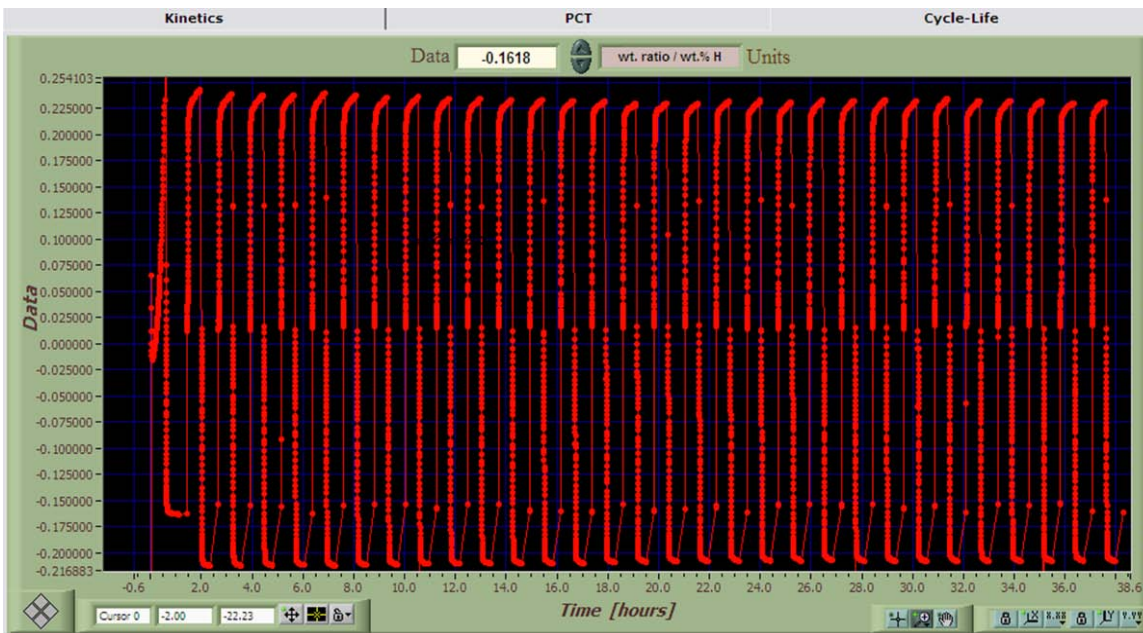 Kinetics PCT Cycle-Life
Data -0.1618 wt. ratio / wt.% H Units
0.254103
0.225000
0.200000
0.175000
0.150000
0.125000
0.100000
0.075000
0.050000
0.025000
0.000000
-0.025000
-0.050000
-0.075000
-0.100000
-0.125000
-0.150000
-0.175000
-0.200000
-0.216883
Data
-0.6 2.0 4.0 6.0 8.0 10.0 12.0 14.0 16.0 18.0 20.0 22.0 24.0 26.0 28.0 30.0 32.0 34.0 36.0 38.6
Time [hours]
Cursor 0 -2.00 -22.23
X X.XX Y Y.YY